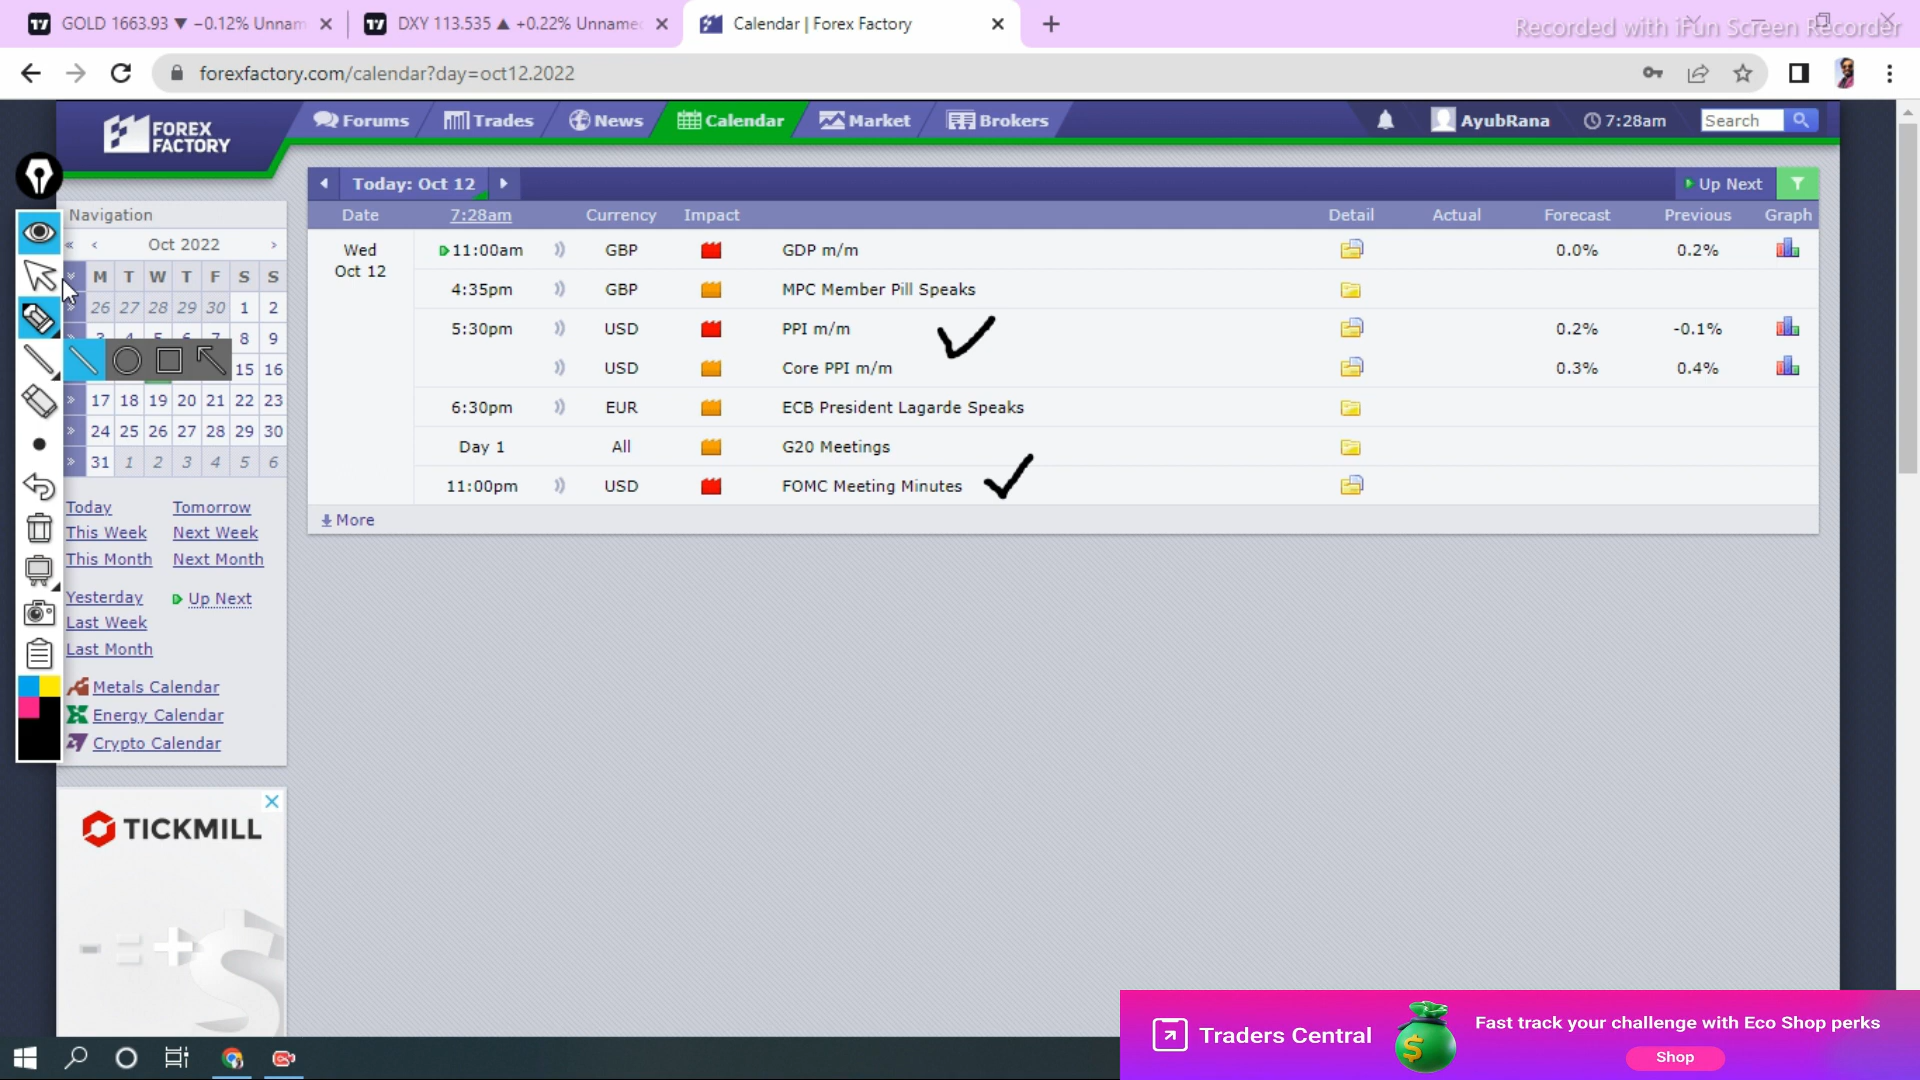 GOLD 1663.93 ▼ −0.12% Unnam
DXY 113.535 ▲ +0.22% Unname
Calendar | Forex Factory
Recorded with iFun Screen Recorder
forexfactory.com/calendar?day=oct12.2022
FOREX FACTORY
Forums
Trades
News
Calendar
Market
Brokers
AyubRana
7:28am
Search
Navigation
« ‹ Oct 2022 ›
M T W T F S S
26 27 28 29 30 1 2
3 4 5 6 7 8 9
15 16
17 18 19 20 21 22 23
24 25 26 27 28 29 30
31 1 2 3 4 5 6
Today Tomorrow
This Week Next Week
This Month Next Month
Yesterday Up Next
Last Week
Last Month
Metals Calendar
Energy Calendar
Crypto Calendar
TICKMILL
Today: Oct 12
Up Next
Date 7:28am Currency Impact Detail Actual Forecast Previous Graph
Wed Oct 12
11:00am GBP GDP m/m 0.0% 0.2%
4:35pm GBP MPC Member Pill Speaks
5:30pm USD PPI m/m 0.2% -0.1%
USD Core PPI m/m 0.3% 0.4%
6:30pm EUR ECB President Lagarde Speaks
Day 1 All G20 Meetings
11:00pm USD FOMC Meeting Minutes
More
Traders Central
Fast track your challenge with Eco Shop perks
Shop